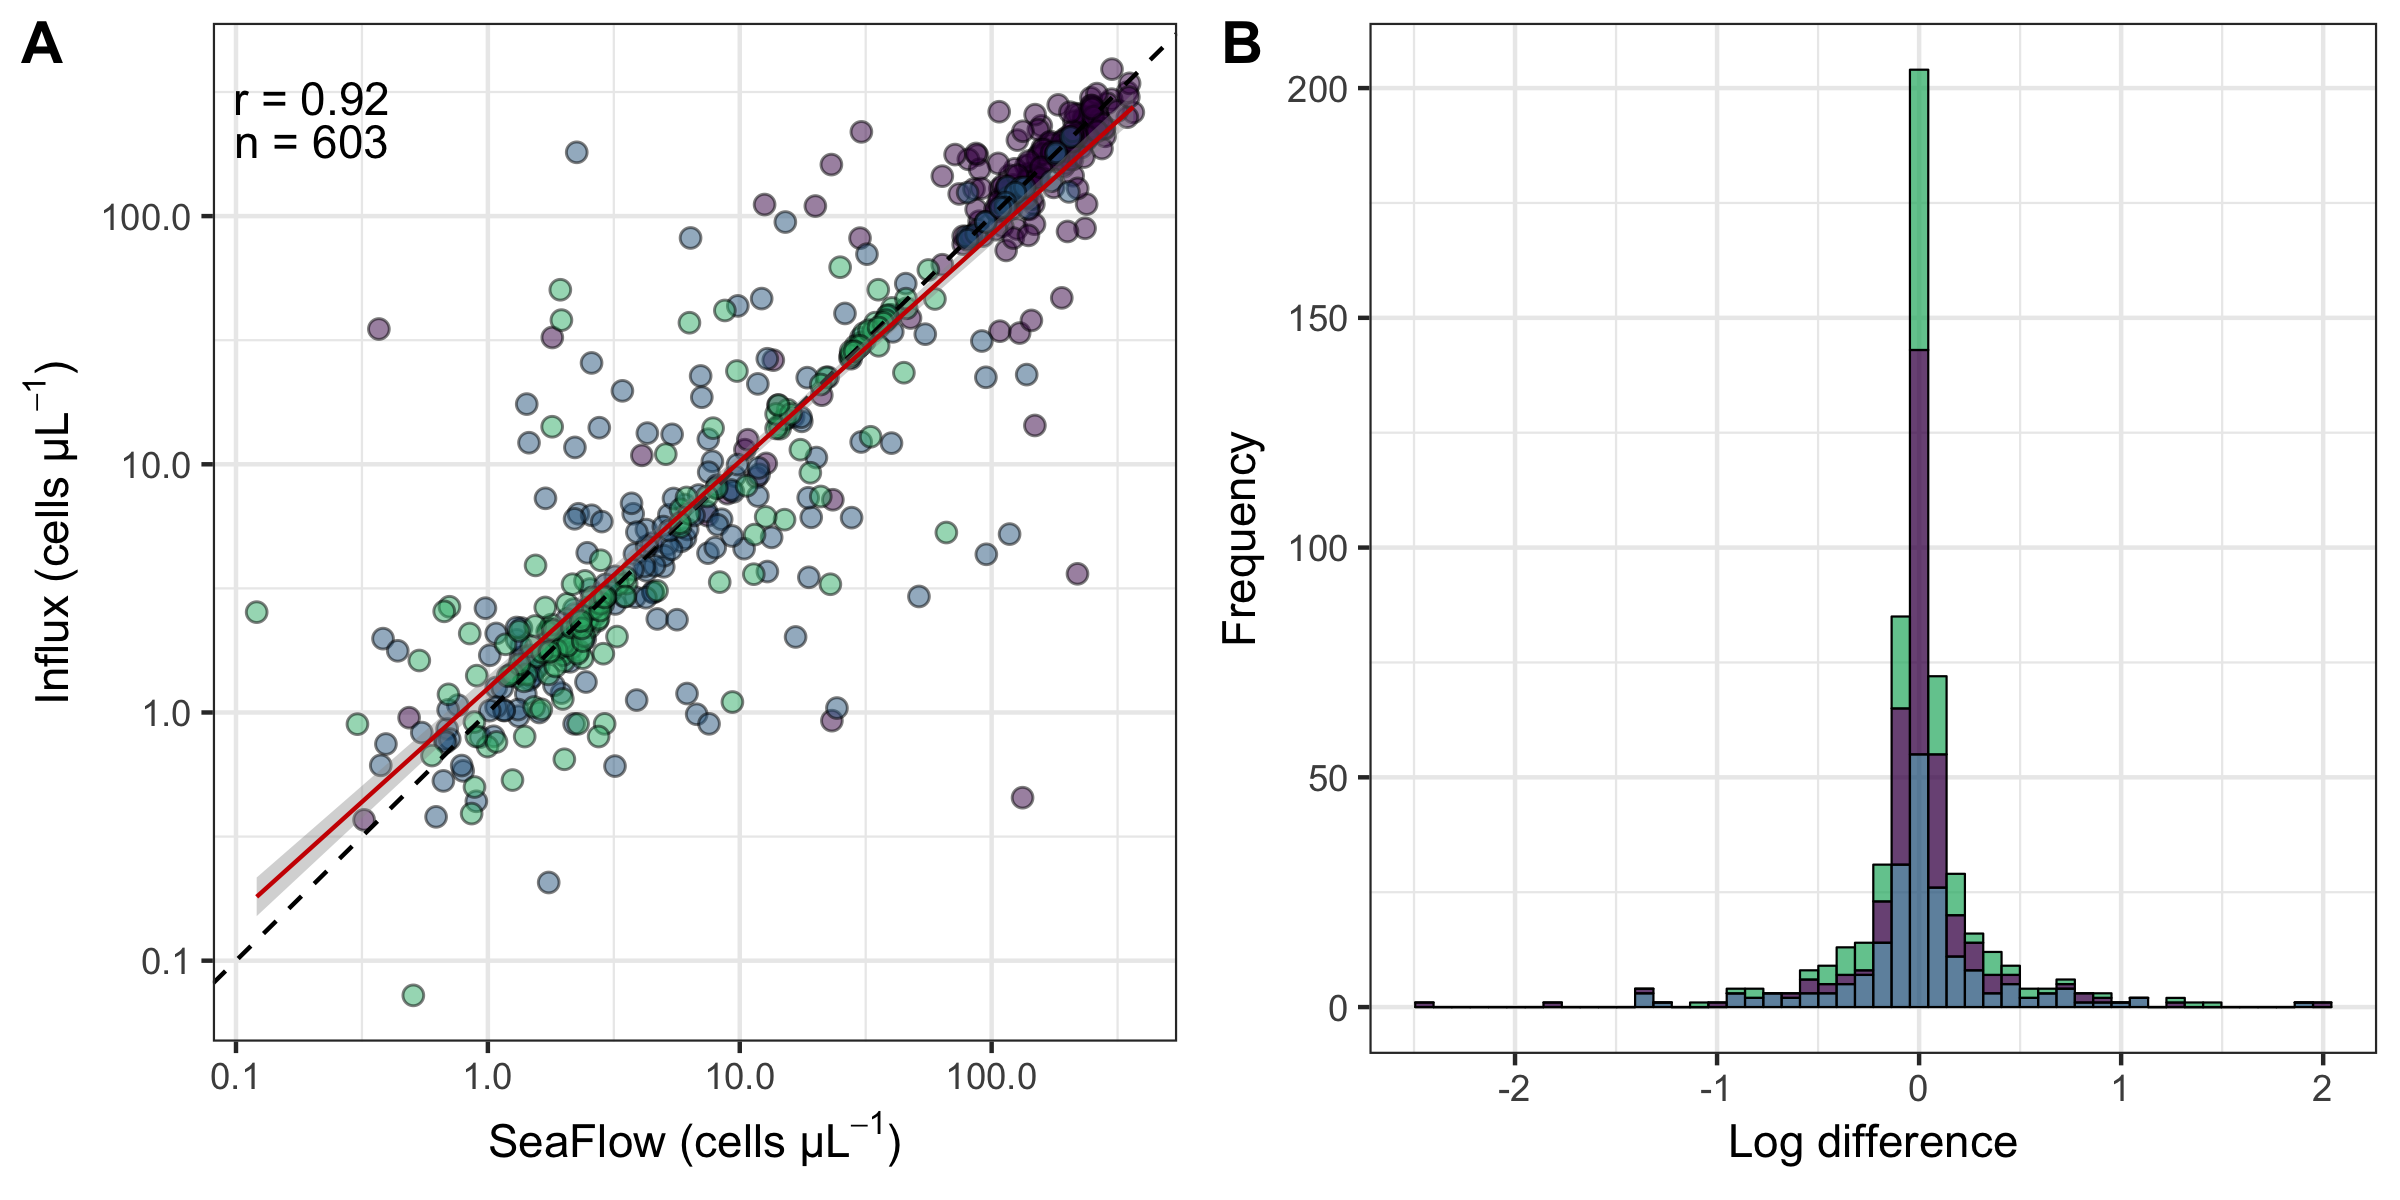 A
r = 0.92
n = 603
100.0
10.0
1.0
0.1
0.1 1.0 10.0 100.0
Influx (cells µL⁻¹)
SeaFlow (cells µL⁻¹)
B
200
150
100
50
0
-2 -1 0 1 2
Frequency
Log difference